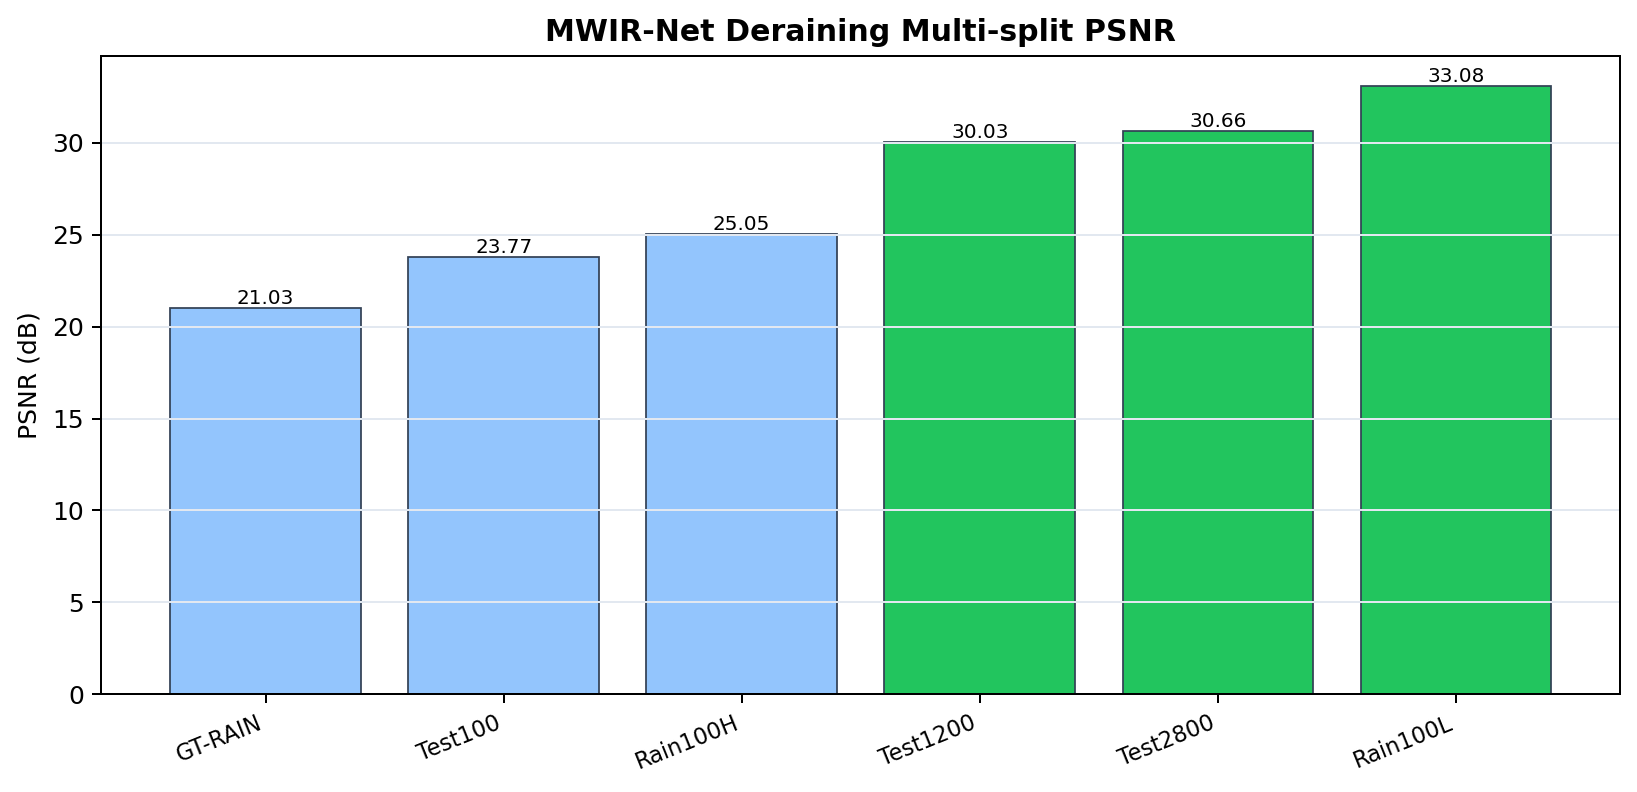 MWIR-Net Deraining Multi-split PSNR
PSNR (dB)
30
25
20
15
10
5
0
21.03
23.77
25.05
30.03
30.66
33.08
GT-RAIN
Test100
Rain100H
Test1200
Test2800
Rain100L